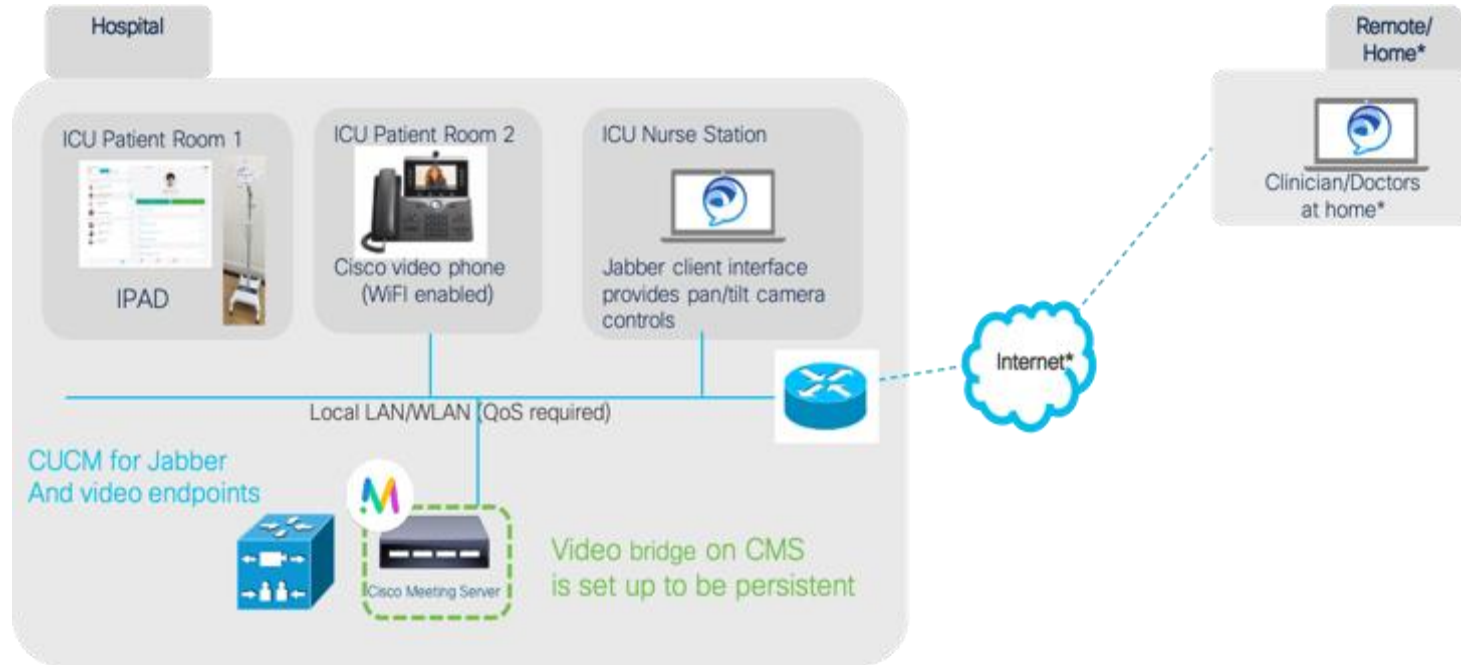 Hospital
Remote/
Home*
ICU Patient Room 1
IPAD
ICU Patient Room 2
Cisco video phone
(WiFI enabled)
ICU Nurse Station
Jabber client interface
provides pan/tilt camera
controls
Clinician/Doctors
at home*
Internet*
Local LAN/WLAN (QoS required)
CUCM for Jabber
And video endpoints
Cisco Meeting Server
Video bridge on CMS
is set up to be persistent